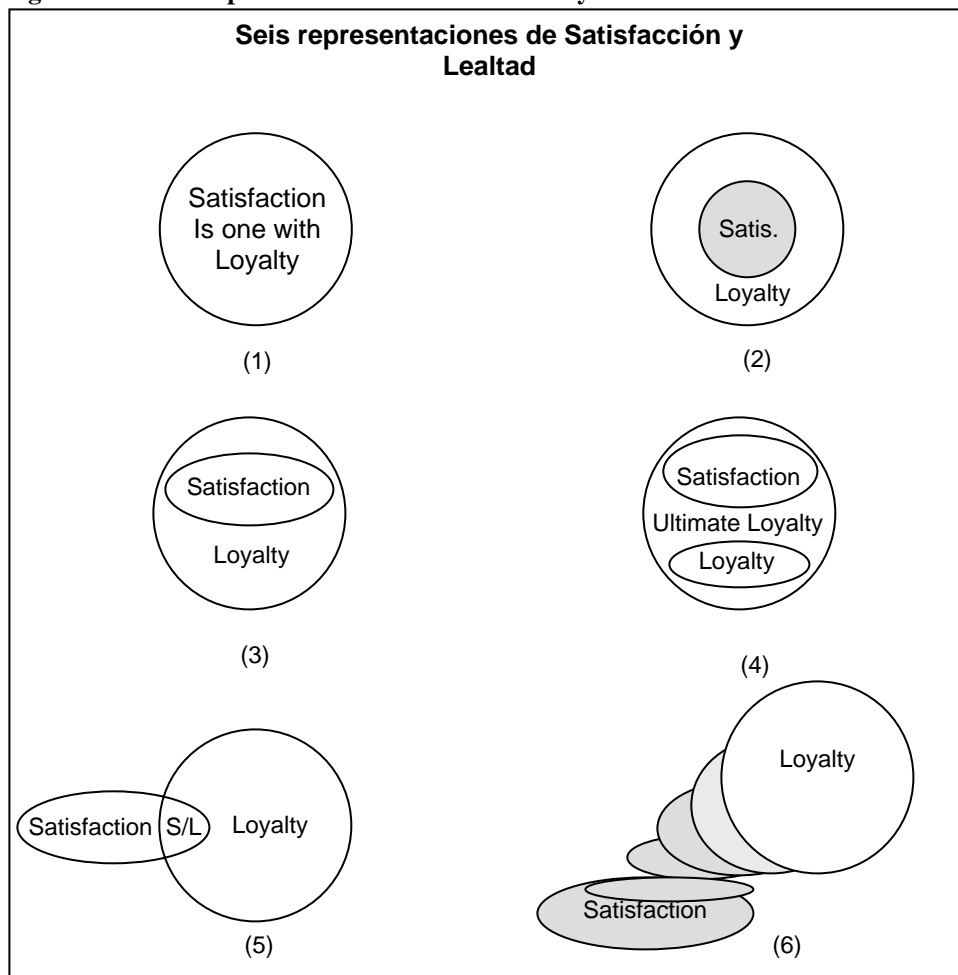 Seis representaciones de Satisfacción y
Lealtad
Satisfaction
Is one with
Loyalty
(1)
Satis.
Loyalty
(2)
Satisfaction
Loyalty
(3)
Satisfaction
Ultimate Loyalty
Loyalty
(4)
Satisfaction
S/L
Loyalty
(5)
Loyalty
Satisfaction
(6)